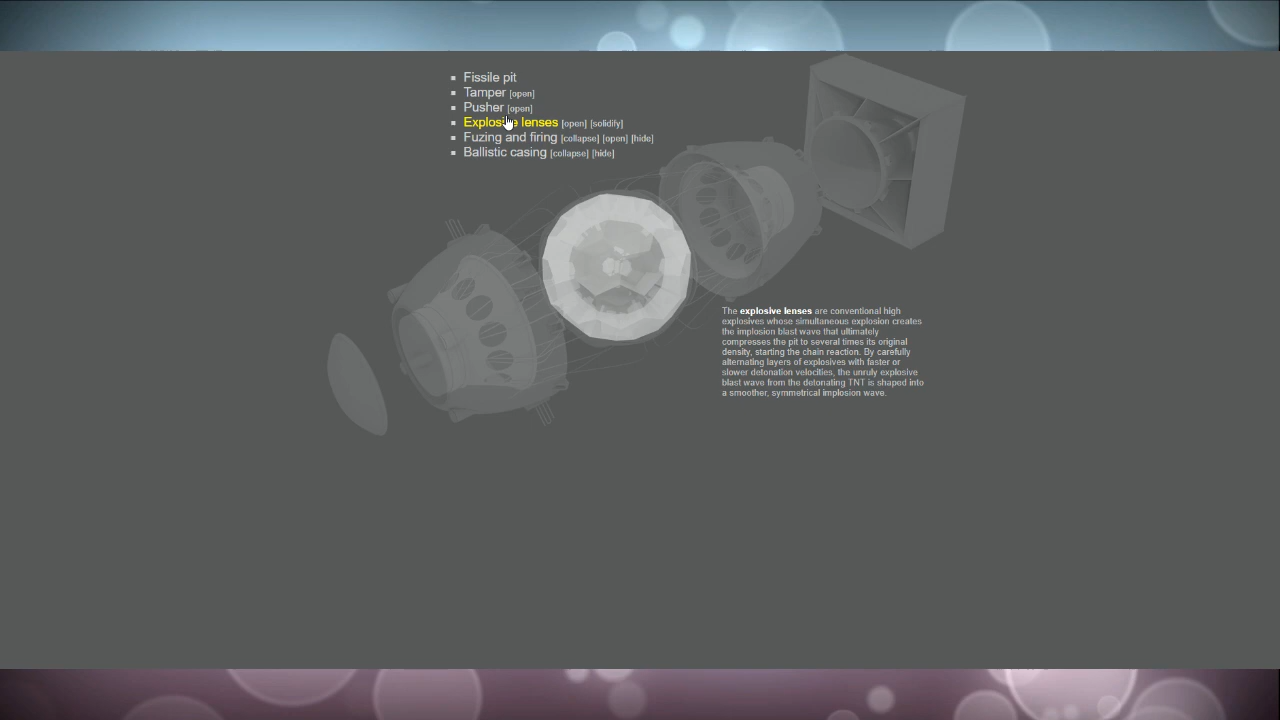 Fissile pit
Tamper [open]
Pusher [open]
Explosive lenses [open] [solidify]
Fuzing and firing [collapse] [open] [hide]
Ballistic casing [collapse] [hide]
The explosive lenses are conventional high
explosives whose simultaneous explosion creates
the implosion blast wave that ultimately
compresses the pit to several times its original
density, starting the chain reaction. By carefully
alternating layers of explosives with faster or
slower detonation velocities, the unruly explosive
blast wave from the detonating TNT is shaped into
a smoother, symmetrical implosion wave.